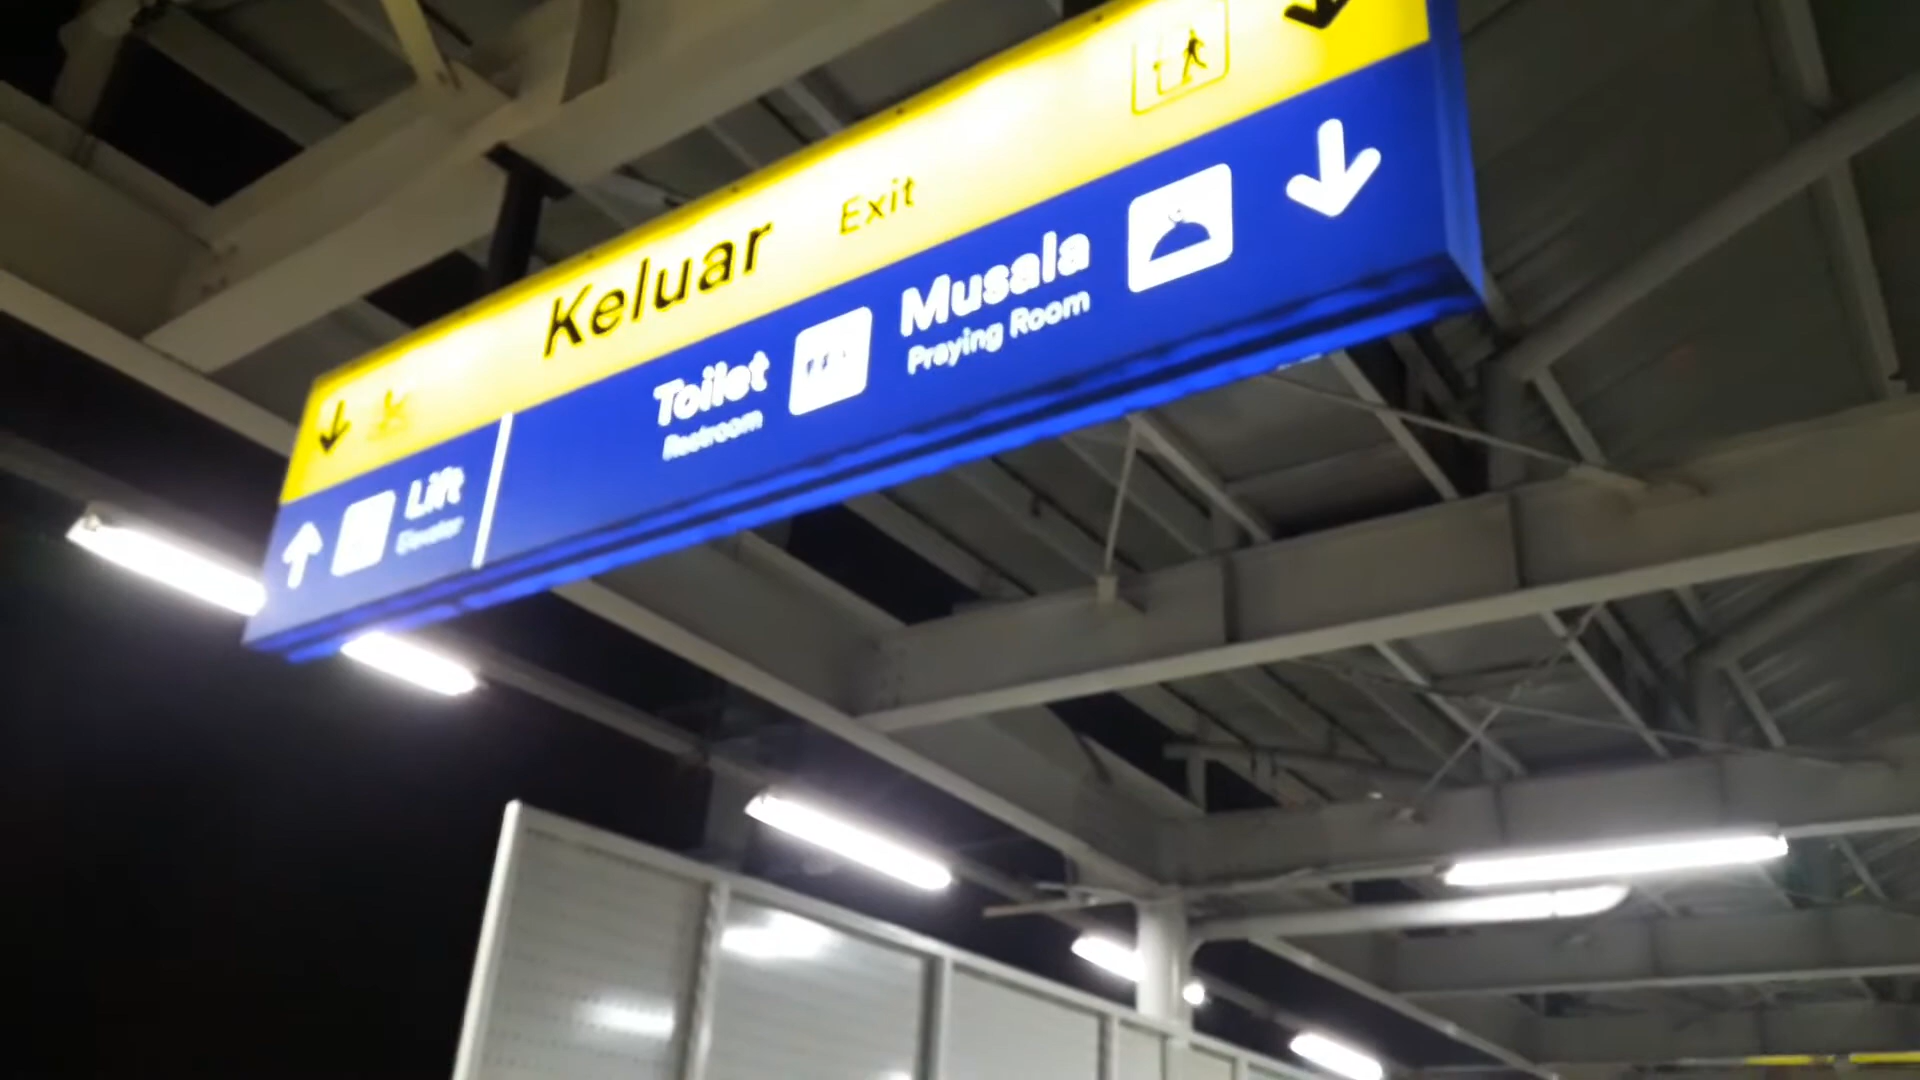 Keluar Exit
Lift
Elevator
Toilet
Restroom
Musala
Praying Room